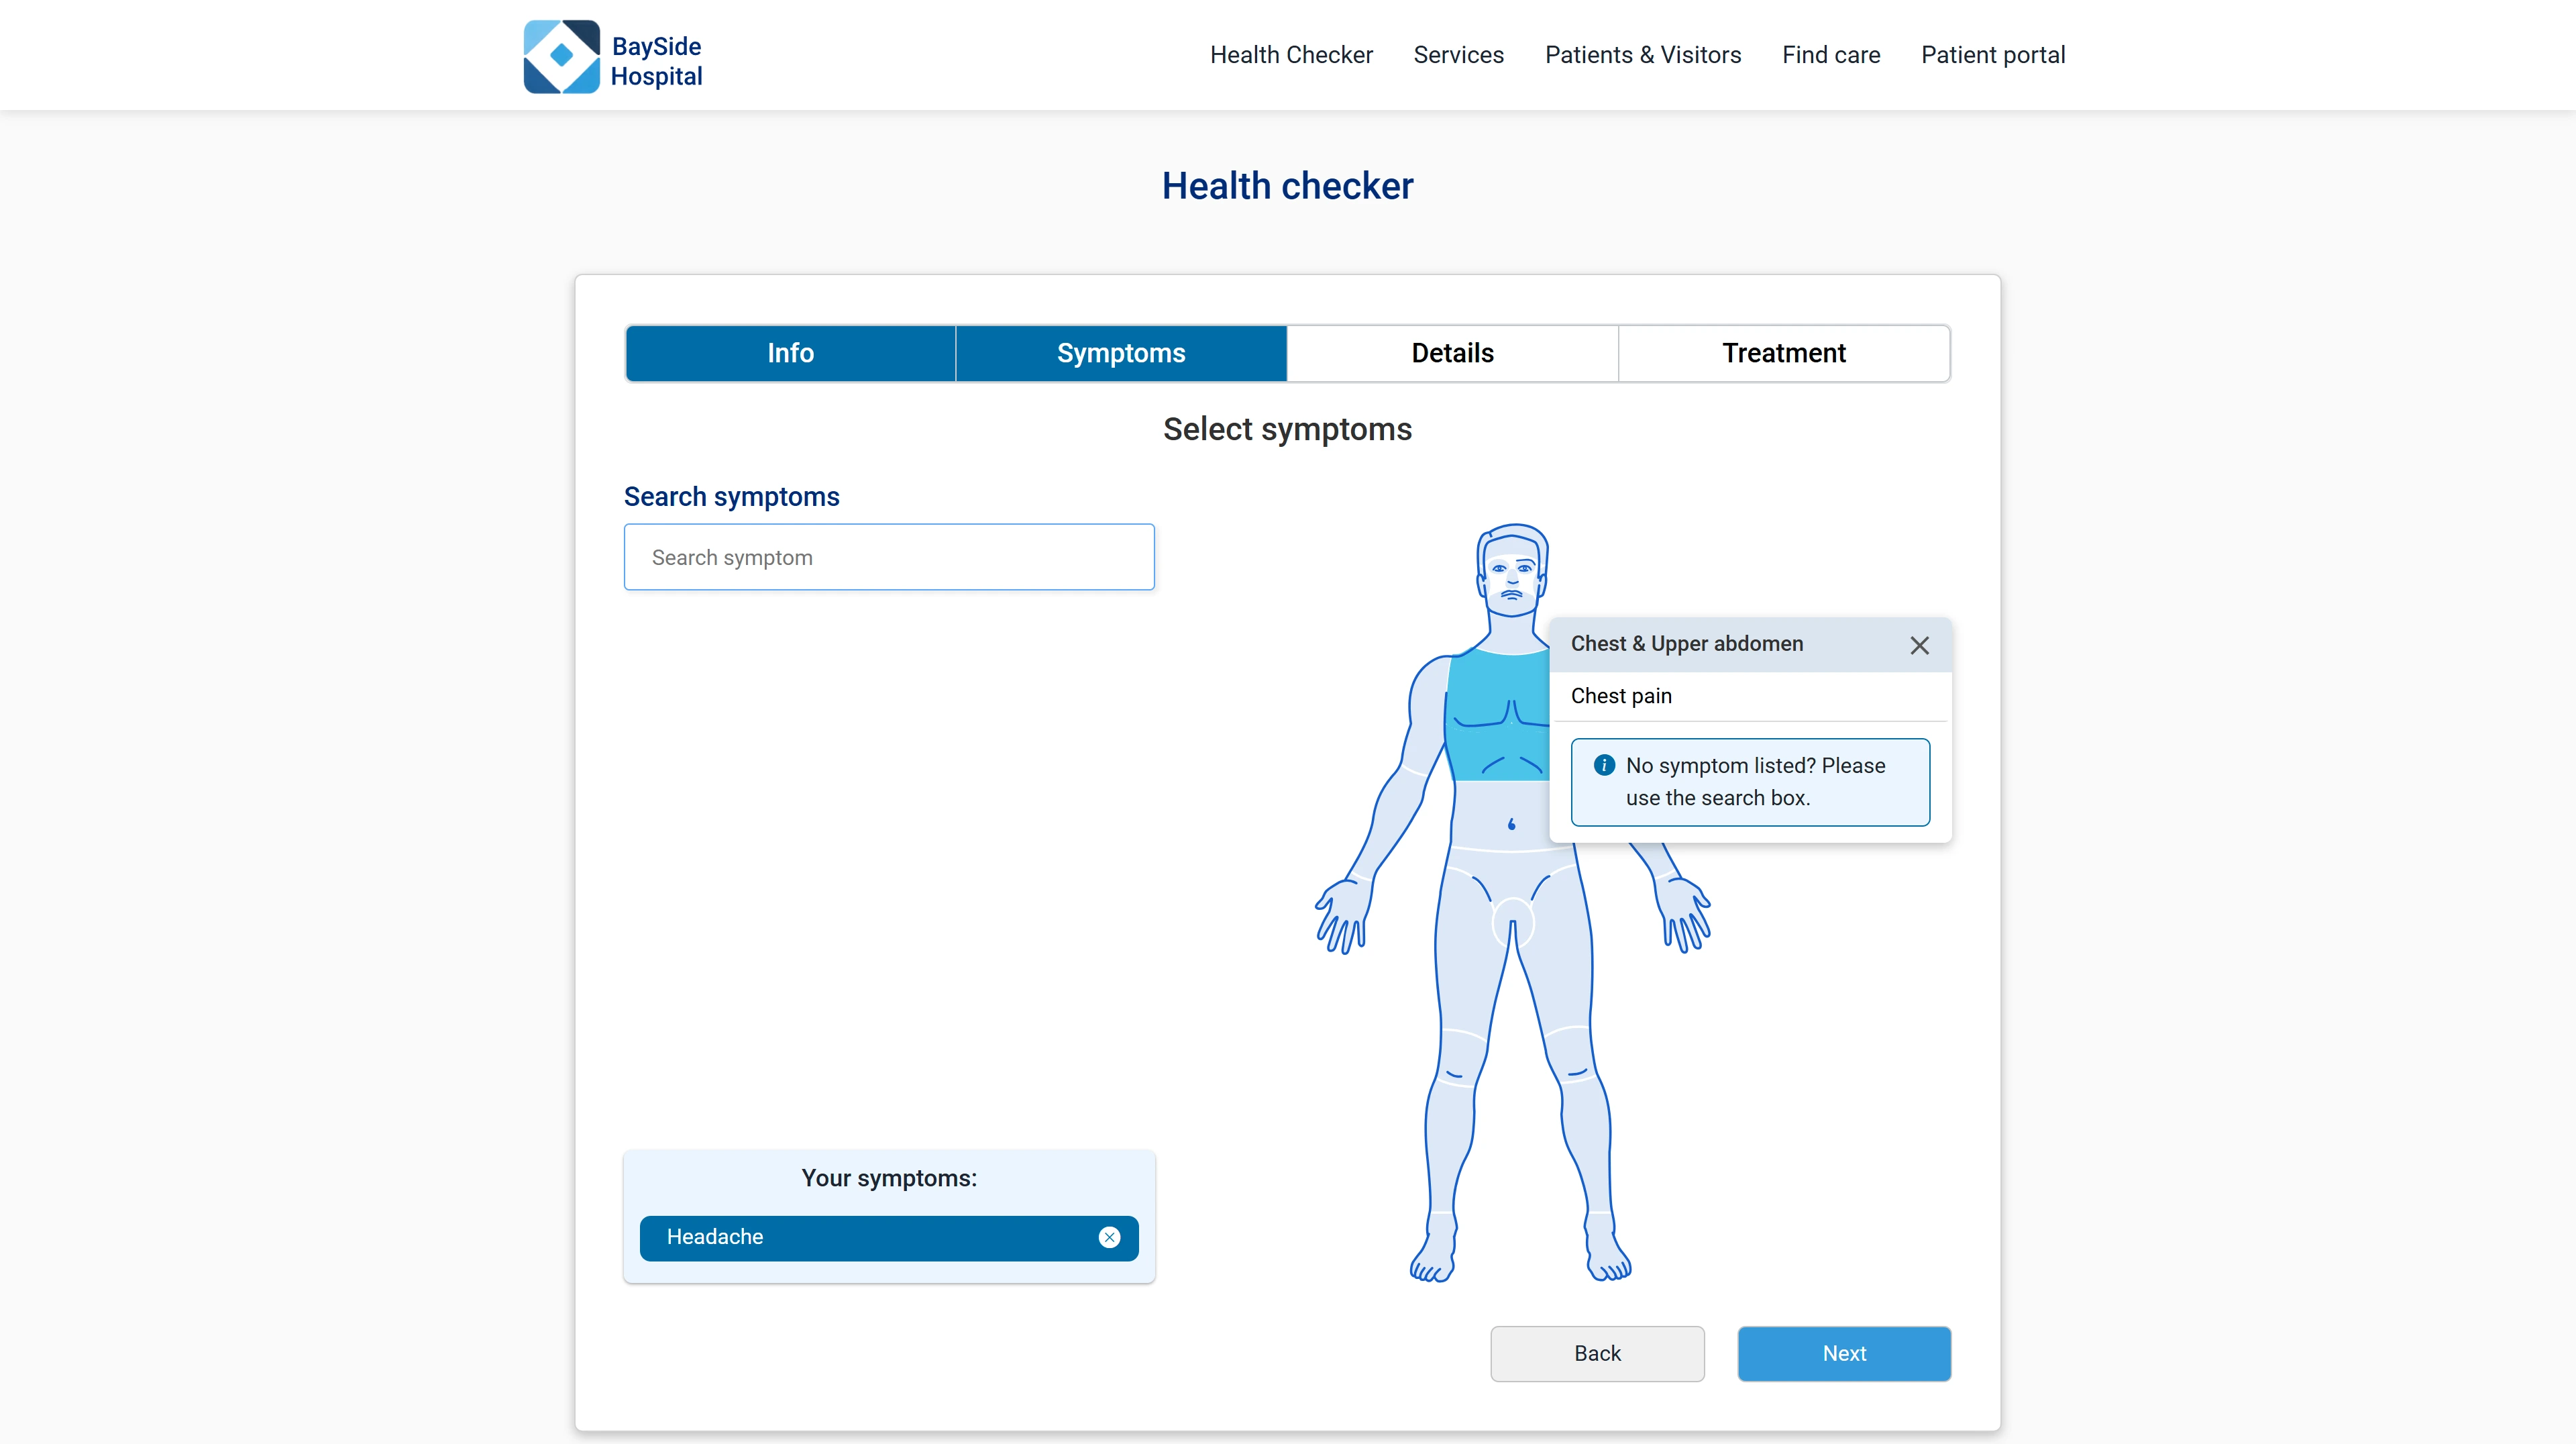 BaySide
Hospital
Health Checker
Services
Patients & Visitors
Find care
Patient portal
Health checker
Info
Symptoms
Details
Treatment
Select symptoms
Search symptoms
Search symptom
Chest & Upper abdomen
Chest pain
No symptom listed? Please
use the search box.
Your symptoms:
Headache
Back
Next